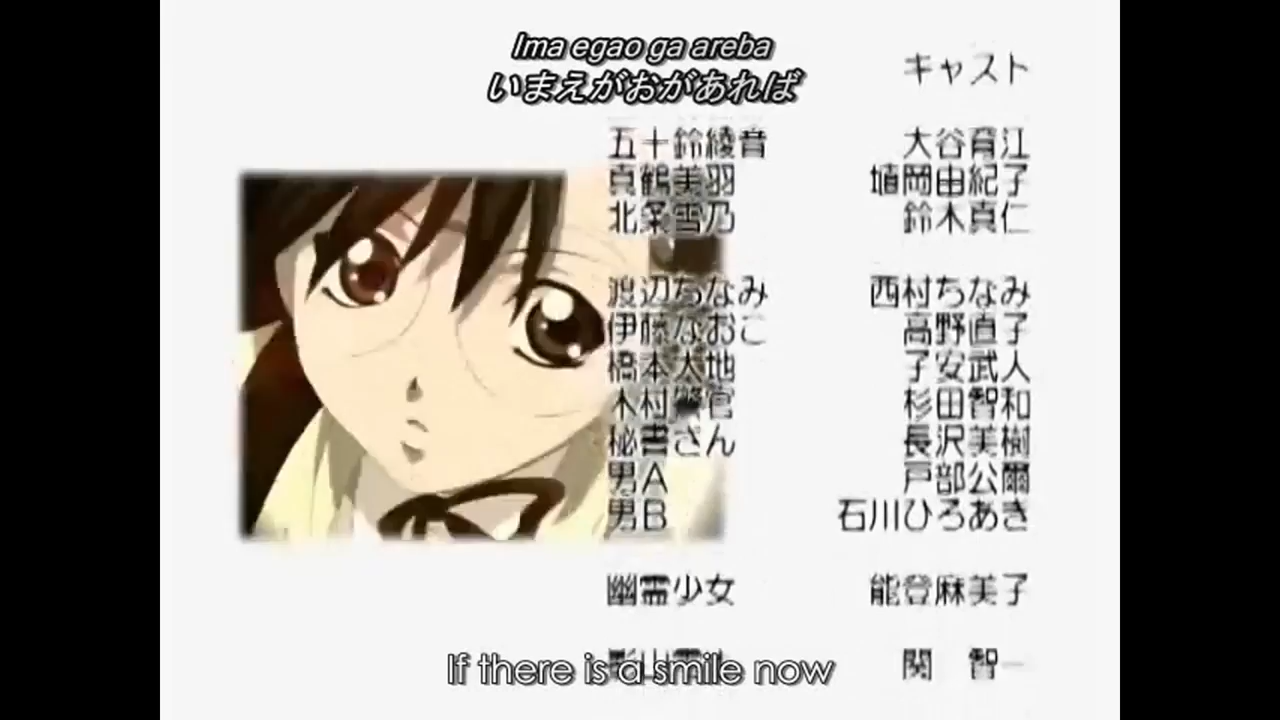 Ima egao ga areba
いまえがおがあれば
キャスト
五十鈴綾音 大谷育江
真鶴美羽 埴岡由紀子
北条雪乃 鈴木真仁
渡辺ちなみ 西村ちなみ
伊藤なおこ 高野直子
橋本大地 子安武人
木村警官 杉田智和
秘書さん 長沢美樹
男A 戸部公爾
男B 石川ひろあき
幽霊少女 能登麻美子
影山 関 智一
If there is a smile now